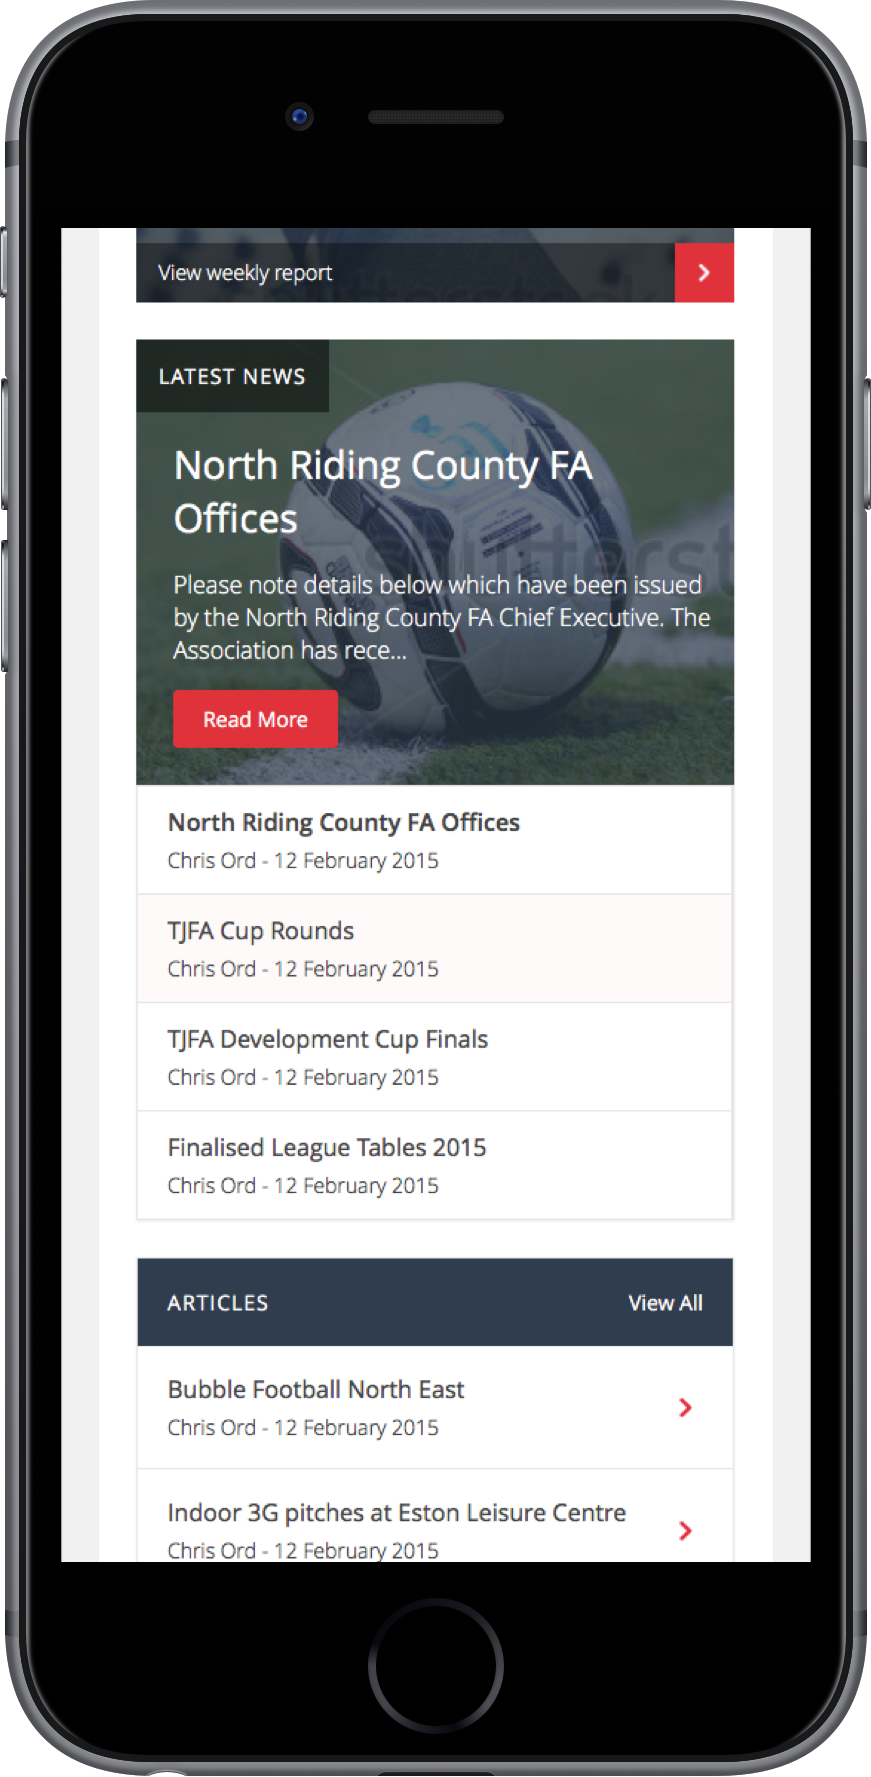 View weekly report
LATEST NEWS
North Riding County FA
Offices
Please note details below which have been issued
by the North Riding County FA Chief Executive. The
Association has rece...
Read More
North Riding County FA Offices
Chris Ord - 12 February 2015
TJFA Cup Rounds
Chris Ord - 12 February 2015
TJFA Development Cup Finals
Chris Ord - 12 February 2015
Finalised League Tables 2015
Chris Ord - 12 February 2015
ARTICLES View All
Bubble Football North East
Chris Ord - 12 February 2015
Indoor 3G pitches at Eston Leisure Centre
Chris Ord - 12 February 2015